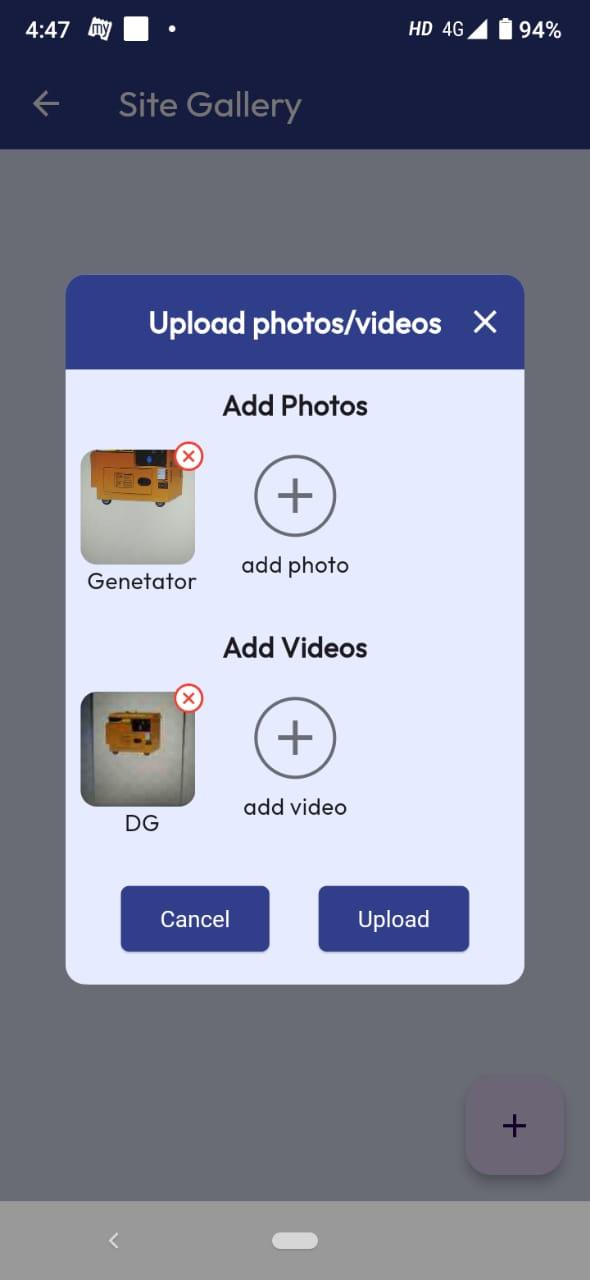 4:47 my HD 4G 94%
Site Gallery
Upload photos/videos
Add Photos
Genetator
add photo
Add Videos
DG
add video
Cancel Upload